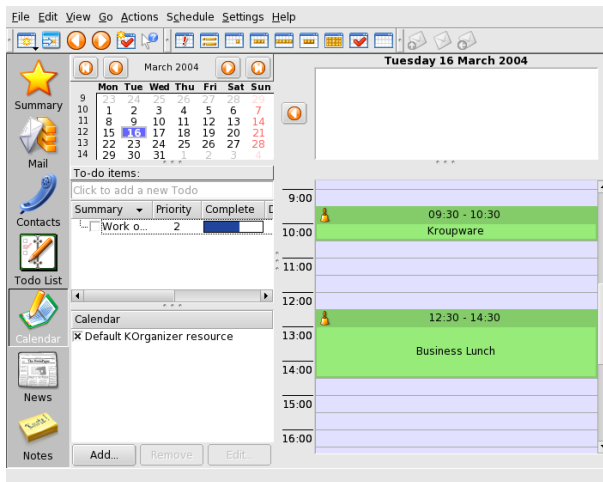 File Edit View Go Actions Schedule Settings Help
Summary
Mail
Contacts
Todo List
Calendar
News
Notes
March 2004
Mon Tue Wed Thu Fri Sat Sun
9 23 24 25 26 27 28 29
10 1 2 3 4 5 6 7
11 8 9 10 11 12 13 14
12 15 16 17 18 19 20 21
13 22 23 24 25 26 27 28
14 29 30 31 1 2 3 4
To-do items:
Click to add a new Todo
Summary Priority Complete D
Work o... 2
Calendar
Default KOrganizer resource
Add... Remove Edit...
Tuesday 16 March 2004
9:00
09:30 - 10:30
10:00 Kroupware
11:00
12:00
12:30 - 14:30
13:00
Business Lunch
14:00
15:00
16:00